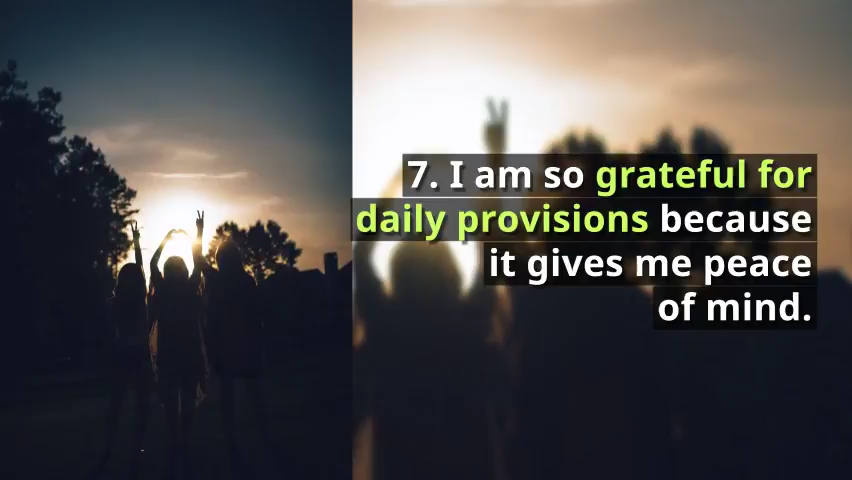 7. I am so grateful for
daily provisions because
it gives me peace
of mind.